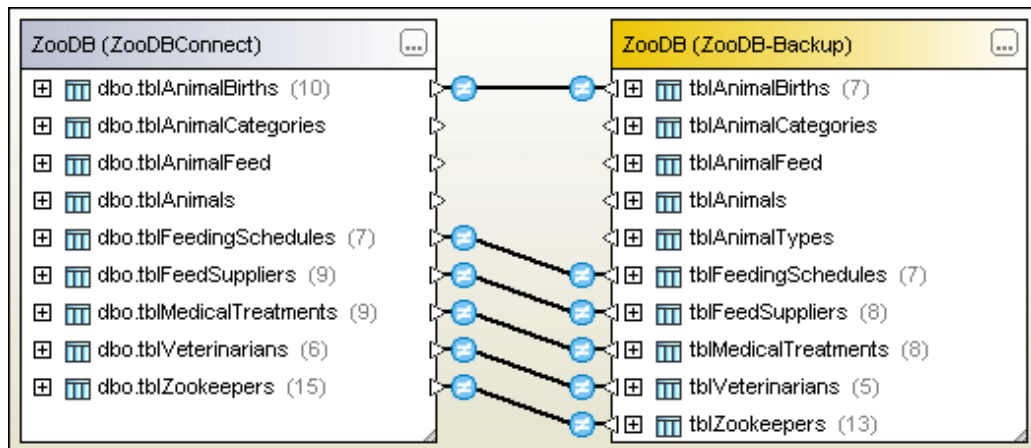 ZooDB (ZooDBConnect) ...
dbo.tblAnimalBirths (10)
dbo.tblAnimalCategories
dbo.tblAnimalFeed
dbo.tblAnimals
dbo.tblFeedingSchedules (7)
dbo.tblFeedSuppliers (9)
dbo.tblMedicalTreatments (9)
dbo.tblVeterinarians (6)
dbo.tblZookeepers (15)
ZooDB (ZooDB-Backup) ...
tblAnimalBirths (7)
tblAnimalCategories
tblAnimalFeed
tblAnimals
tblAnimalTypes
tblFeedingSchedules (7)
tblFeedSuppliers (8)
tblMedicalTreatments (8)
tblVeterinarians (5)
tblZookeepers (13)